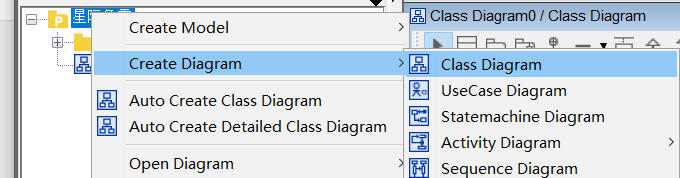 Class Diagram0 / Class Diagram
Create Model
Create Diagram
Auto Create Class Diagram
Auto Create Detailed Class Diagram
Open Diagram
Class Diagram
UseCase Diagram
Statemachine Diagram
Activity Diagram
Sequence Diagram